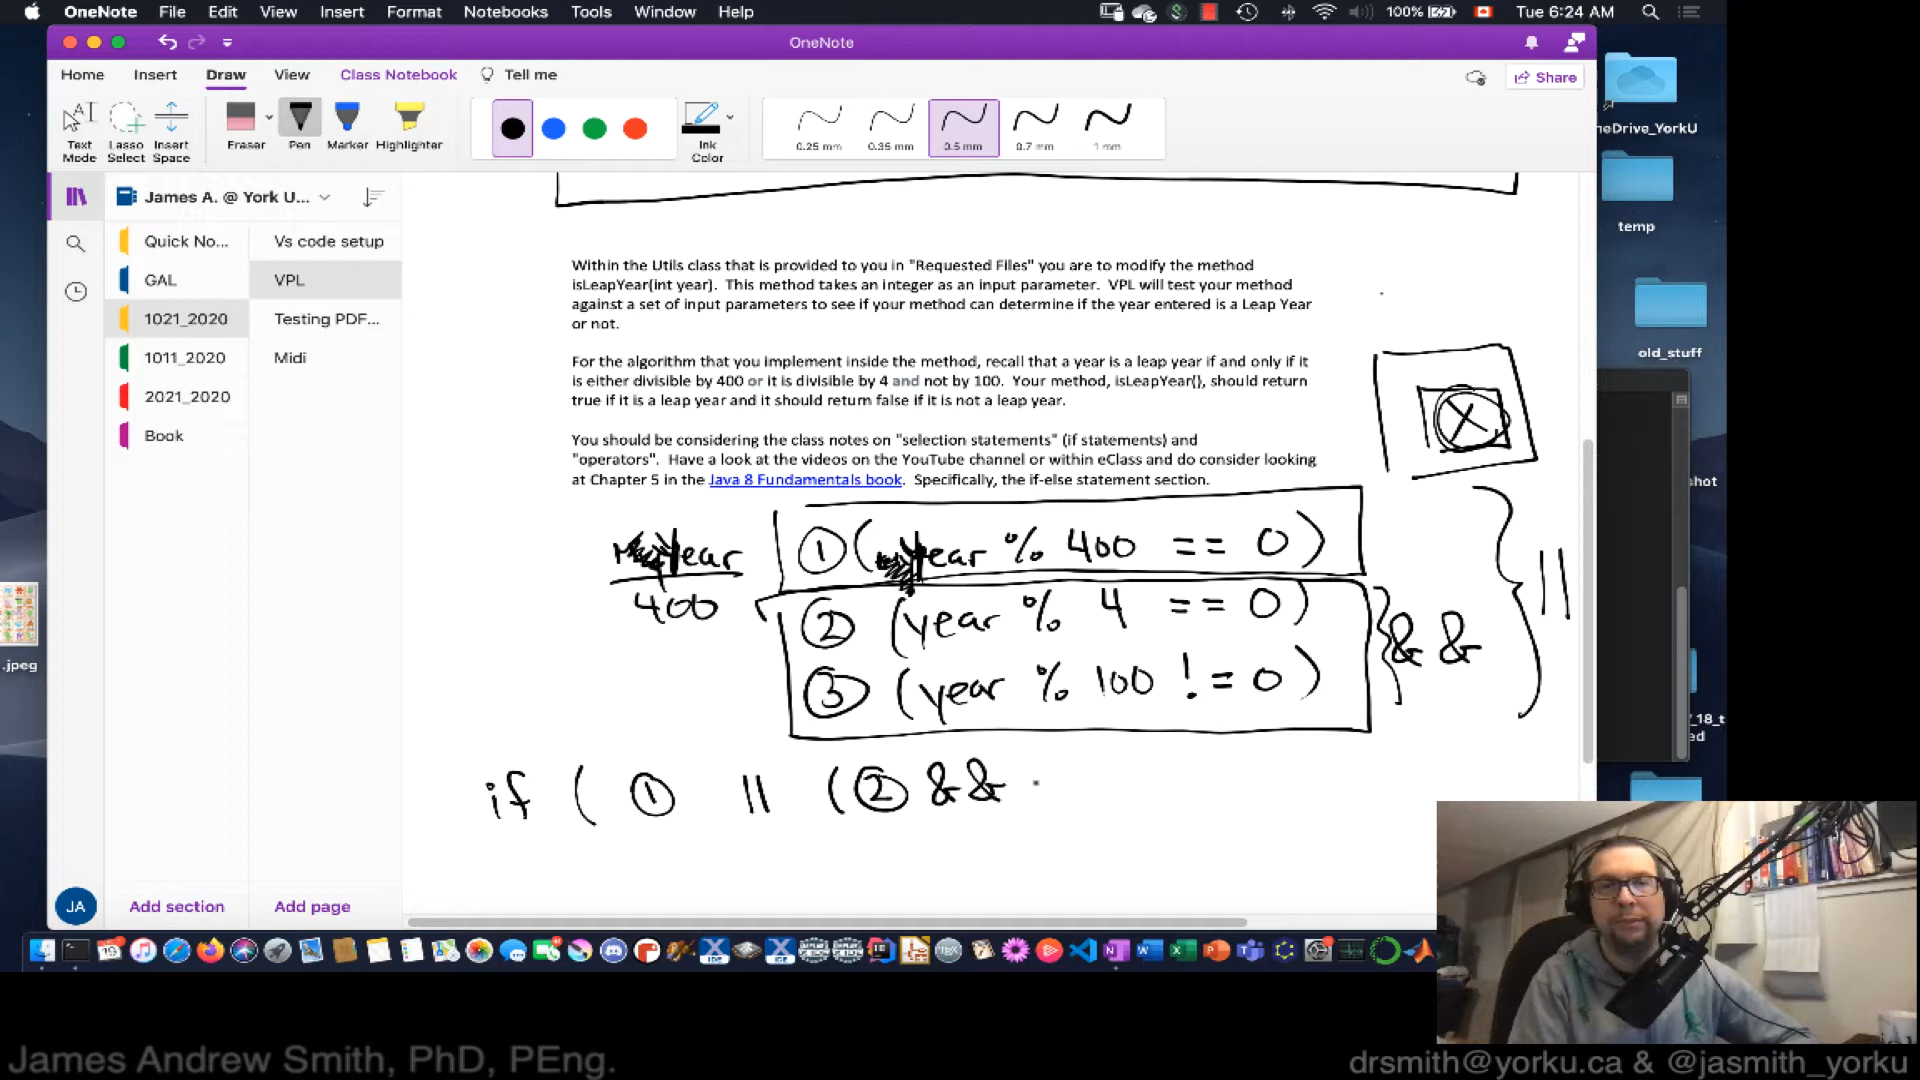 OneNote File Edit View Insert Format Notebooks Tools Window Help 100% Tue 6:24 AM
OneNote
Home Insert Draw View Class Notebook Tell me Share
Text Mode Lasso Select Insert Space Eraser Pen Marker Highlighter Ink Color 0.25 mm 0.35 mm 0.5 mm 0.7 mm 1 mm
neDrive_YorkU
temp
old_stuff
shot
_18_t
ed
.jpeg
James A. @ York U...
Quick No...
GAL
1021_2020
1011_2020
2021_2020
Book
Vs code setup
VPL
Testing PDF...
Midi
Within the Utils class that is provided to you in "Requested Files" you are to modify the method
isLeapYear(int year). This method takes an integer as an input parameter. VPL will test your method
against a set of input parameters to see if your method can determine if the year entered is a Leap Year
or not.
For the algorithm that you implement inside the method, recall that a year is a leap year if and only if it
is either divisible by 400 or it is divisible by 4 and not by 100. Your method, isLeapYear(), should return
true if it is a leap year and it should return false if it is not a leap year.
You should be considering the class notes on "selection statements" (if statements) and
"operators". Have a look at the videos on the YouTube channel or within eClass and do consider looking
at Chapter 5 in the Java 8 Fundamentals book. Specifically, the if-else statement section.
X
Year
400
① (Year % 400 == 0)
② (year % 4 == 0)
③ (year % 100 != 0)
&&
||
if ( ① || (② &&
JA
Add section
Add page
James Andrew Smith, PhD, PEng.
drsmith@yorku.ca & @jasmith_yorku